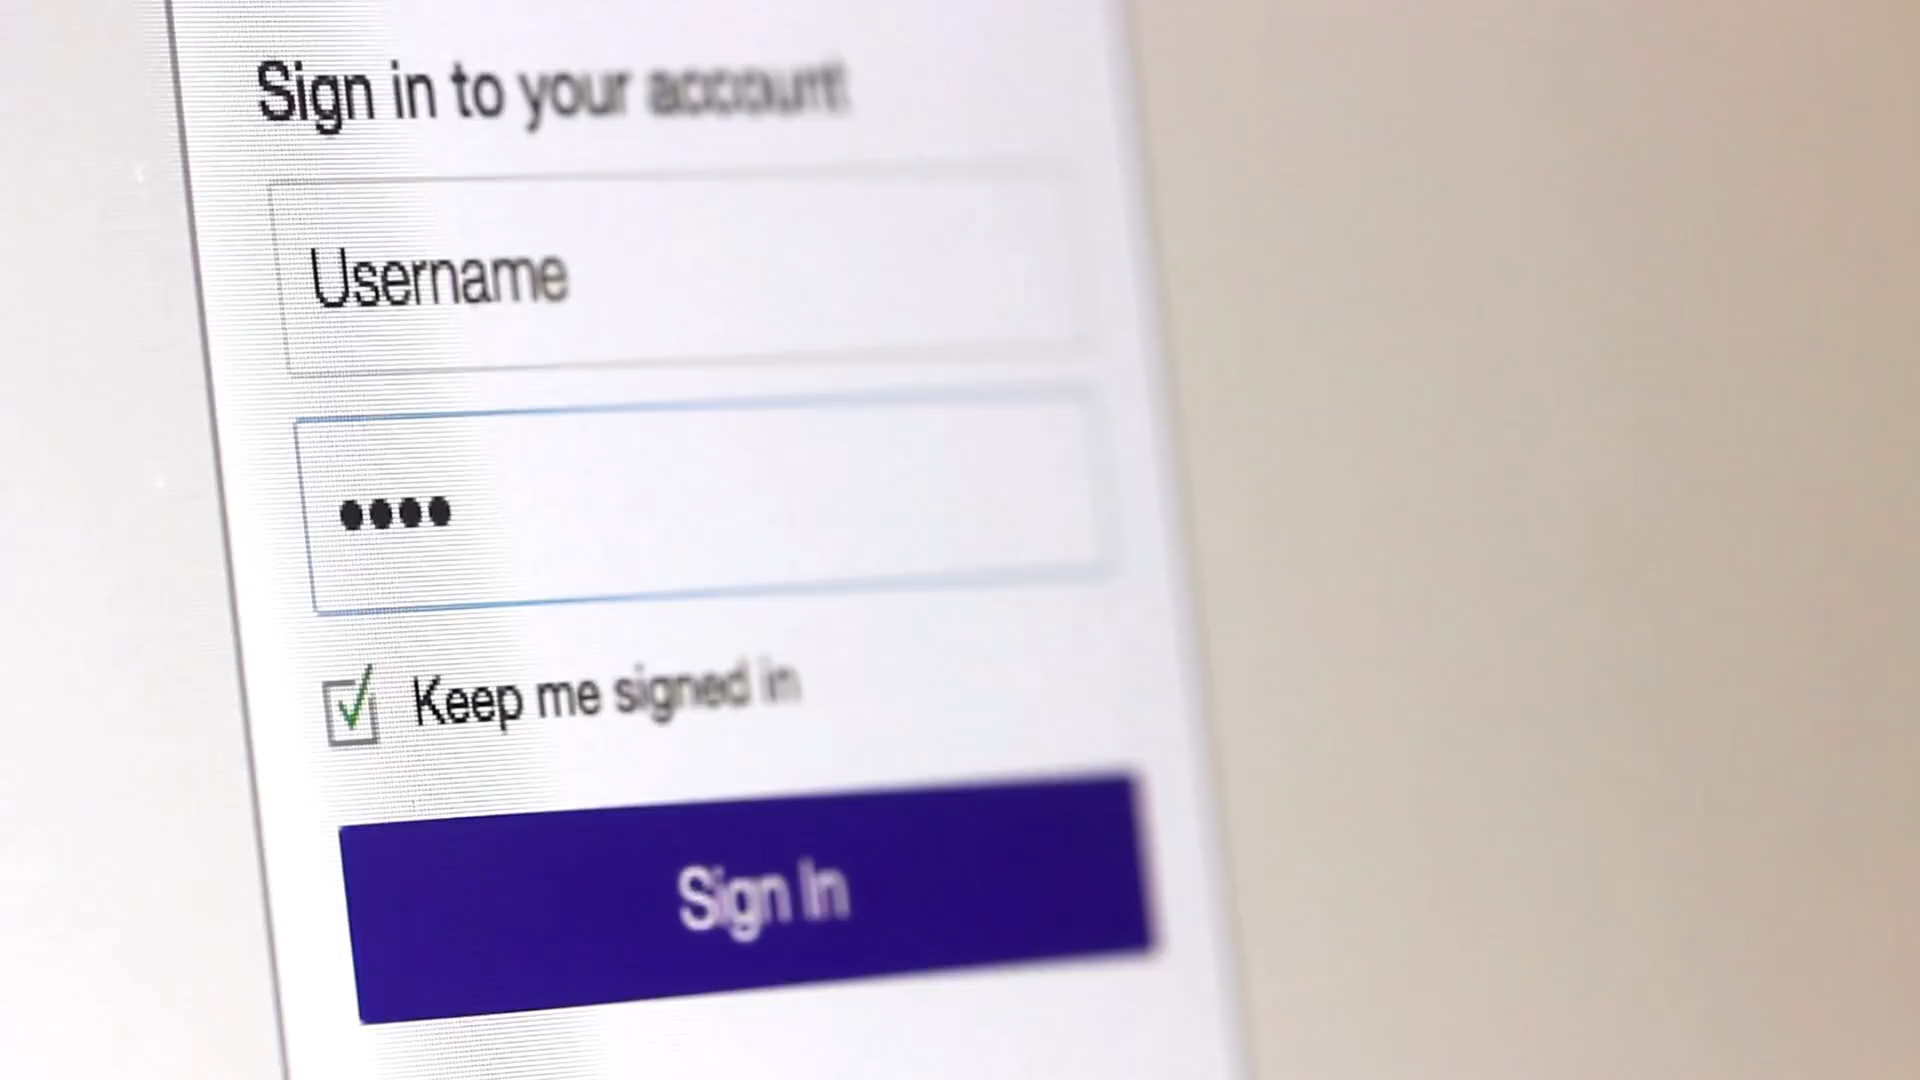 Sign in to your account
Username
••••
Keep me signed in
Sign In